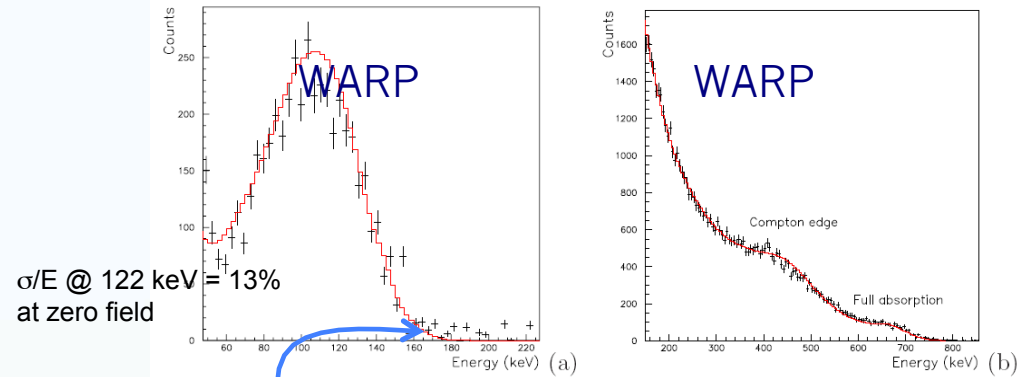 Counts
WARP
250
200
150
100
50
0
60
80
100
120
140
160
180
200
220
Energy (keV)
(a)
σ/E @ 122 keV = 13%
at zero field
Counts
WARP
1600
1400
1200
1000
800
600
400
200
0
Compton edge
Full absorption
200
300
400
500
600
700
800
Energy (keV)
(b)